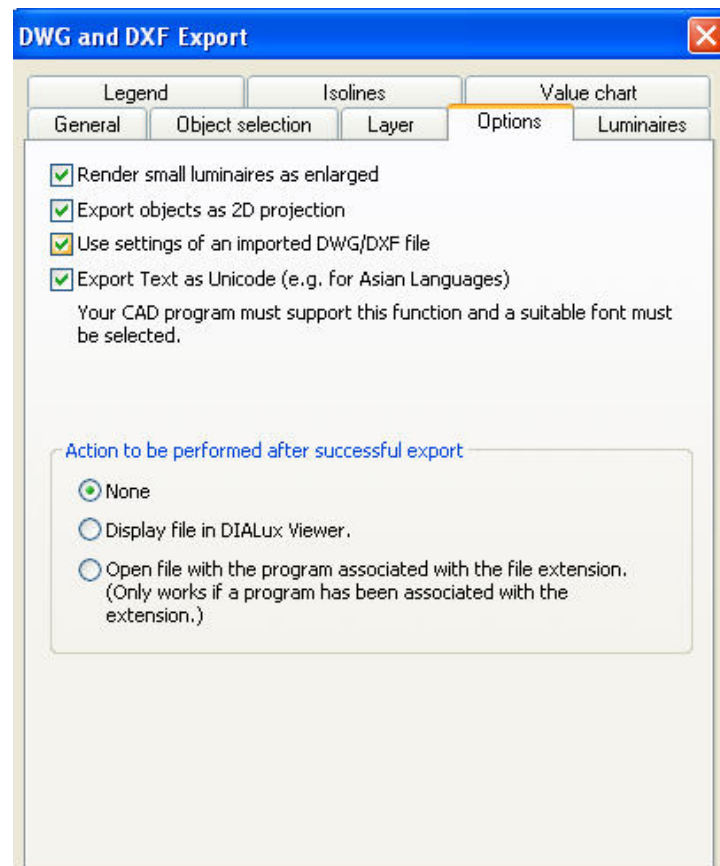 DWG and DXF Export
Legend
Isolines
Value chart
General
Object selection
Layer
Options
Luminaires
Render small luminaires as enlarged
Export objects as 2D projection
Use settings of an imported DWG/DXF file
Export Text as Unicode (e.g. for Asian Languages)
Your CAD program must support this function and a suitable font must
be selected.
Action to be performed after successful export
None
Display file in DIALux Viewer.
Open file with the program associated with the file extension.
(Only works if a program has been associated with the
extension.)